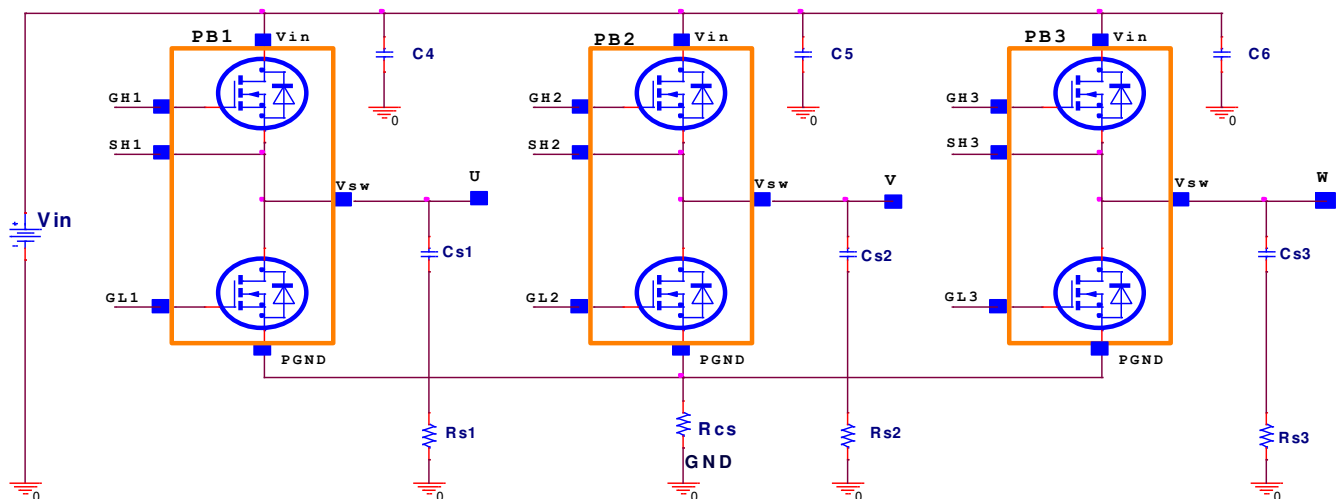 PB1 Vin C4 PB2 Vin C5 PB3 Vin C6
GH1 0 GH2 0 GH3 0
SH1 SH2 SH3
U V W
Vsw Vsw Vsw
Vin
Cs1 Cs2 Cs3
GL1 GL2 GL3
PGND PGND PGND
Rs1 Rcs Rs2 Rs3
GND
0 0 0 0 0